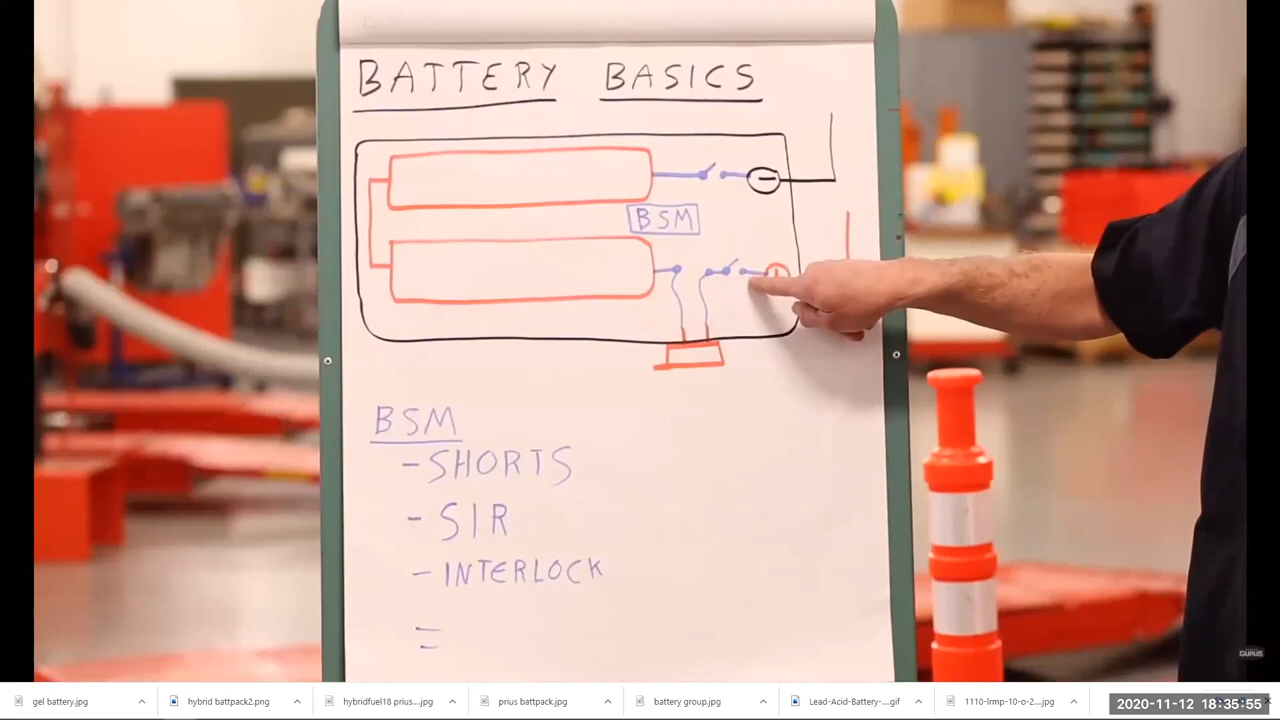 BATTERY BASICS
−
BSM
BSM
- SHORTS
- SIR
- INTERLOCK
GURUS
gel battery.jpg
hybrid battpack2.png
hybridfuel18 prius....jpg
prius battpack.jpg
battery group.jpg
Lead-Acid-Battery-....gif
1110-lrmp-10-o-2....jpg
2020-11-12 18:35:55